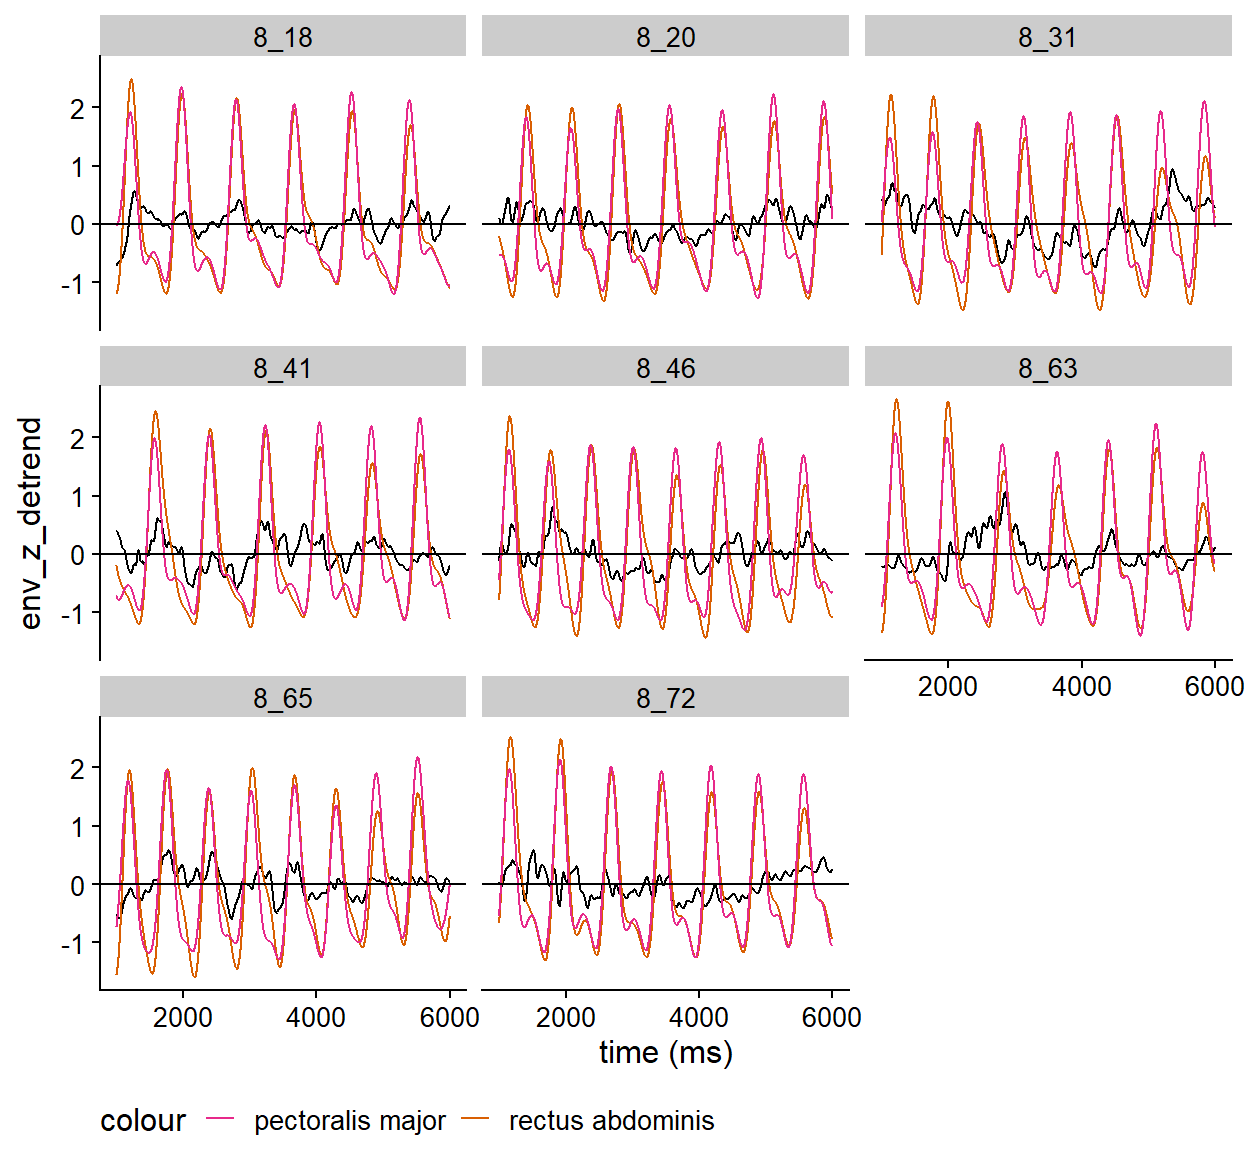 8_18 8_20 8_31
2
1
0
-1
8_41 8_46 8_63
2
1
0
-1
env_z_detrend
2000 4000 6000
8_65 8_72
2
1
0
-1
2000 4000 6000 2000 4000 6000
time (ms)
colour pectoralis major rectus abdominis